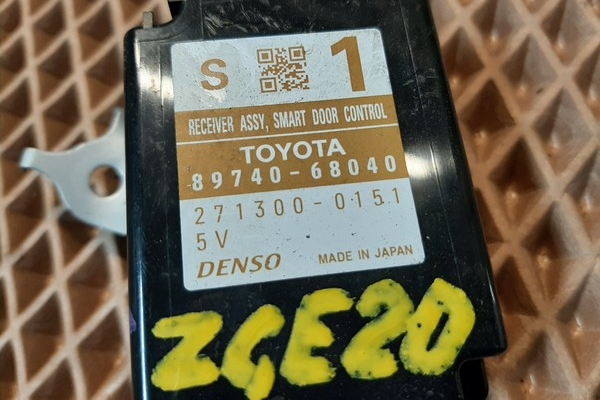 S 1
RECEIVER ASSY, SMART DOOR CONTROL
TOYOTA
89740-68040
271300-0151
5V
DENSO MADE IN JAPAN
ZGE20